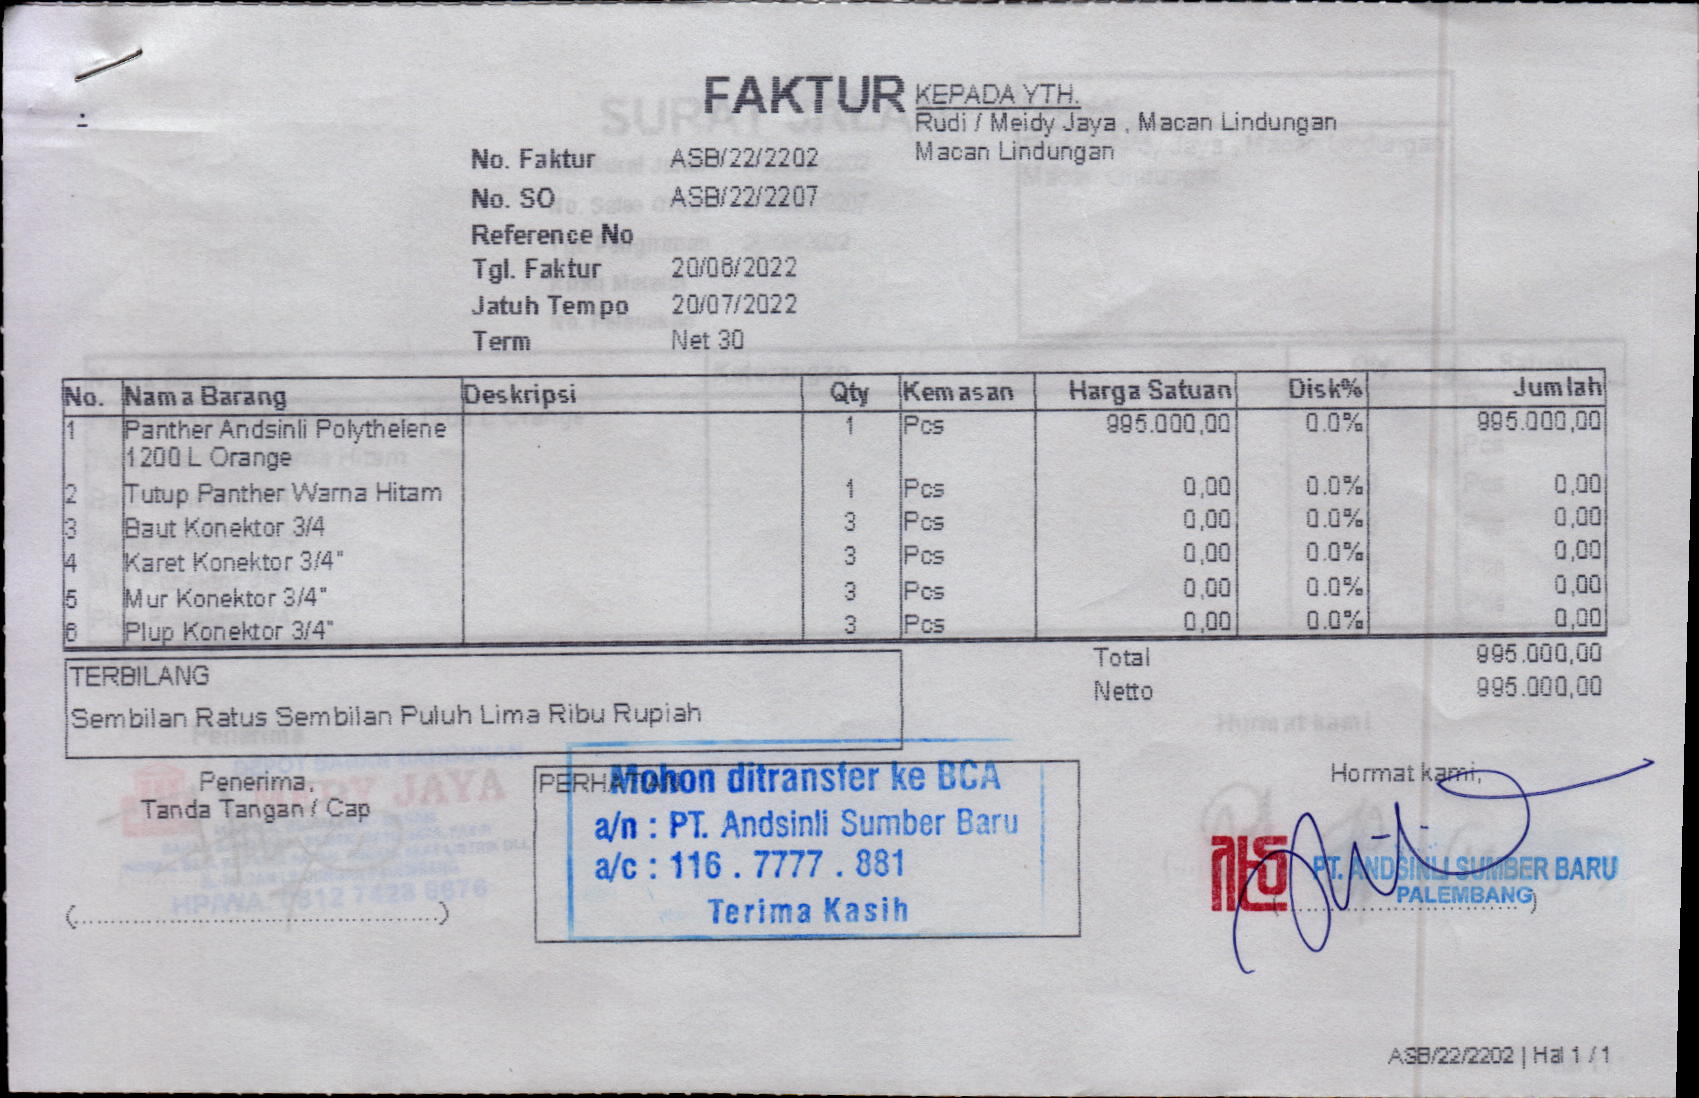 FAKTUR
KEPADA YTH.
Rudi / Meidy Jaya , Macan Lindungan
Macan Lindungan
No. Faktur ASB/22/2202
No. SO ASB/22/2207
Reference No
Tgl. Faktur 20/06/2022
Jatuh Tempo 20/07/2022
Term Net 30
No. Nama Barang Deskripsi Qty Kemasan Harga Satuan Disk% Jumlah
1 Panther Andsinli Polythelene 1 Pcs 995.000,00 0.0% 995.000,00
1200 L Orange
2 Tutup Panther Warna Hitam 1 Pcs 0,00 0.0% 0,00
3 Baut Konektor 3/4 3 Pcs 0,00 0.0% 0,00
4 Karet Konektor 3/4" 3 Pcs 0,00 0.0% 0,00
5 Mur Konektor 3/4" 3 Pcs 0,00 0.0% 0,00
6 Plup Konektor 3/4" 3 Pcs 0,00 0.0% 0,00
Total 995.000,00
Netto 995.000,00
TERBILANG
Sembilan Ratus Sembilan Puluh Lima Ribu Rupiah
Penerima,
Tanda Tangan / Cap
(....................................................)
PERHATIAN
Mohon ditransfer ke BCA
a/n : PT. Andsinli Sumber Baru
a/c : 116 . 7777 . 881
Terima Kasih
Hormat kami,
PT. ANDSINLI SUMBER BARU
PALEMBANG
ASB/22/2202 | Hal 1 / 1